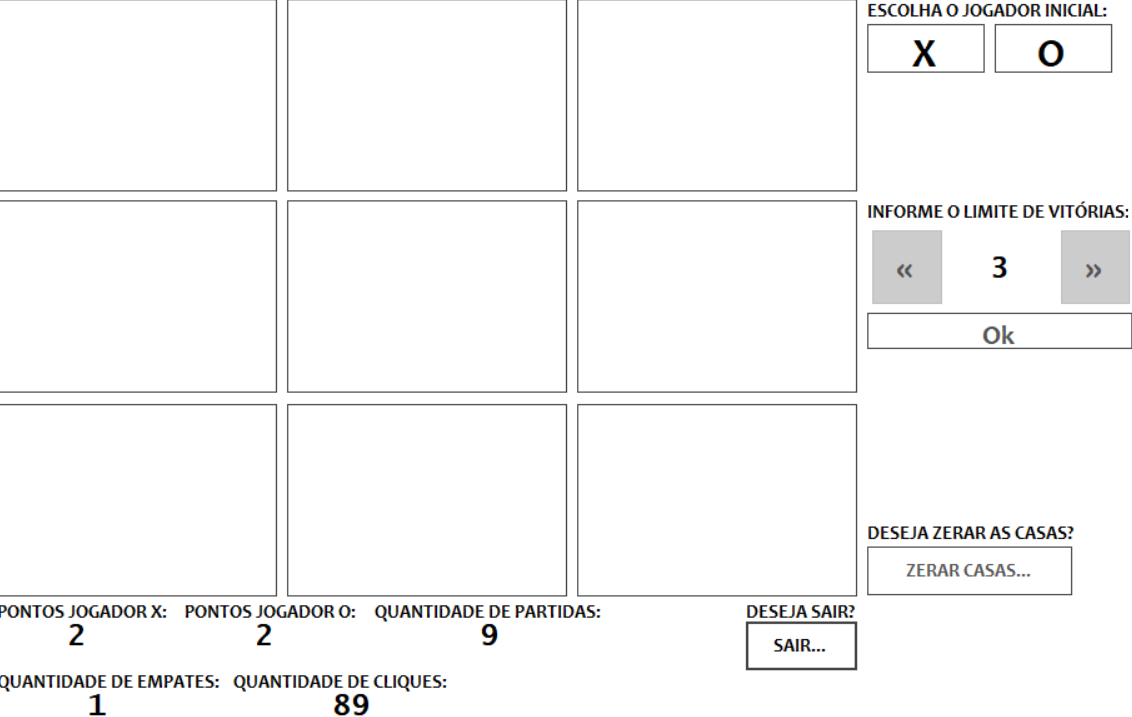 ESCOLHA O JOGADOR INICIAL:
X O
INFORME O LIMITE DE VITÓRIAS:
« 3 »
Ok
DESEJA ZERAR AS CASAS?
ZERAR CASAS...
PONTOS JOGADOR X: PONTOS JOGADOR O: QUANTIDADE DE PARTIDAS: DESEJA SAIR?
2 2 9 SAIR...
QUANTIDADE DE EMPATES: QUANTIDADE DE CLIQUES:
1 89